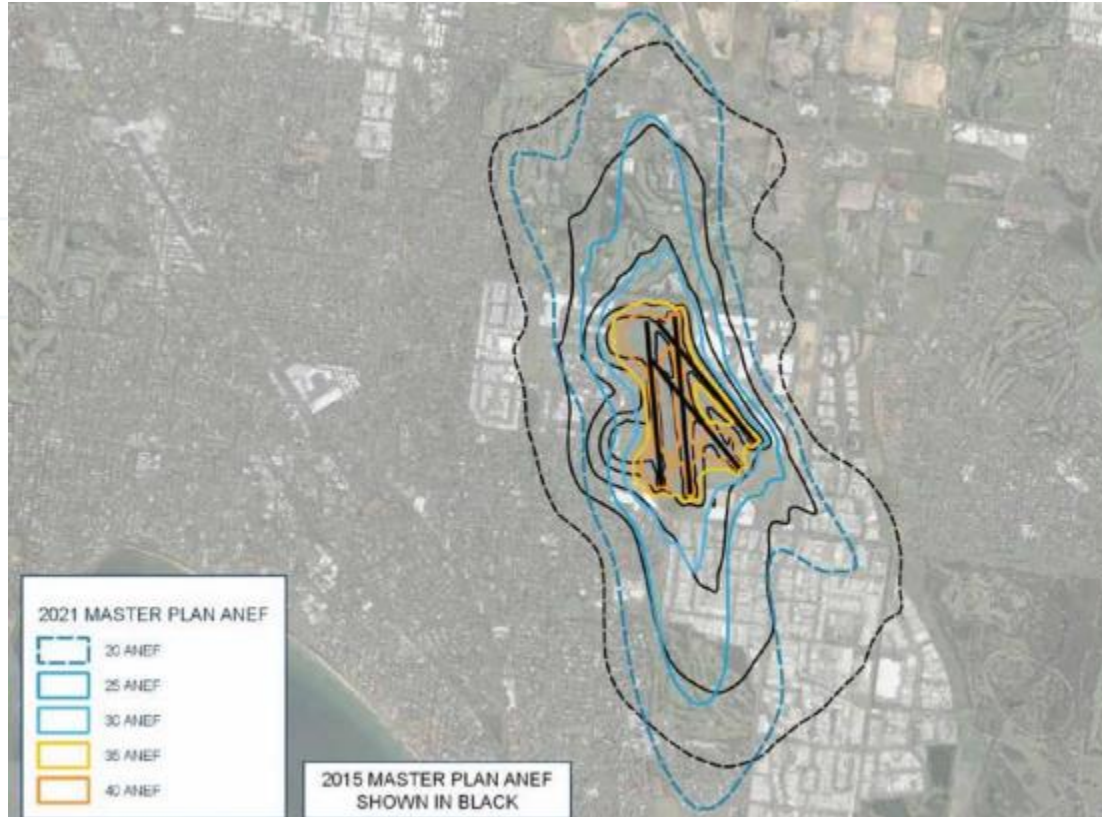 2021 MASTER PLAN ANEF
20 ANEF
25 ANEF
30 ANEF
35 ANEF
40 ANEF
2015 MASTER PLAN ANEF
SHOWN IN BLACK